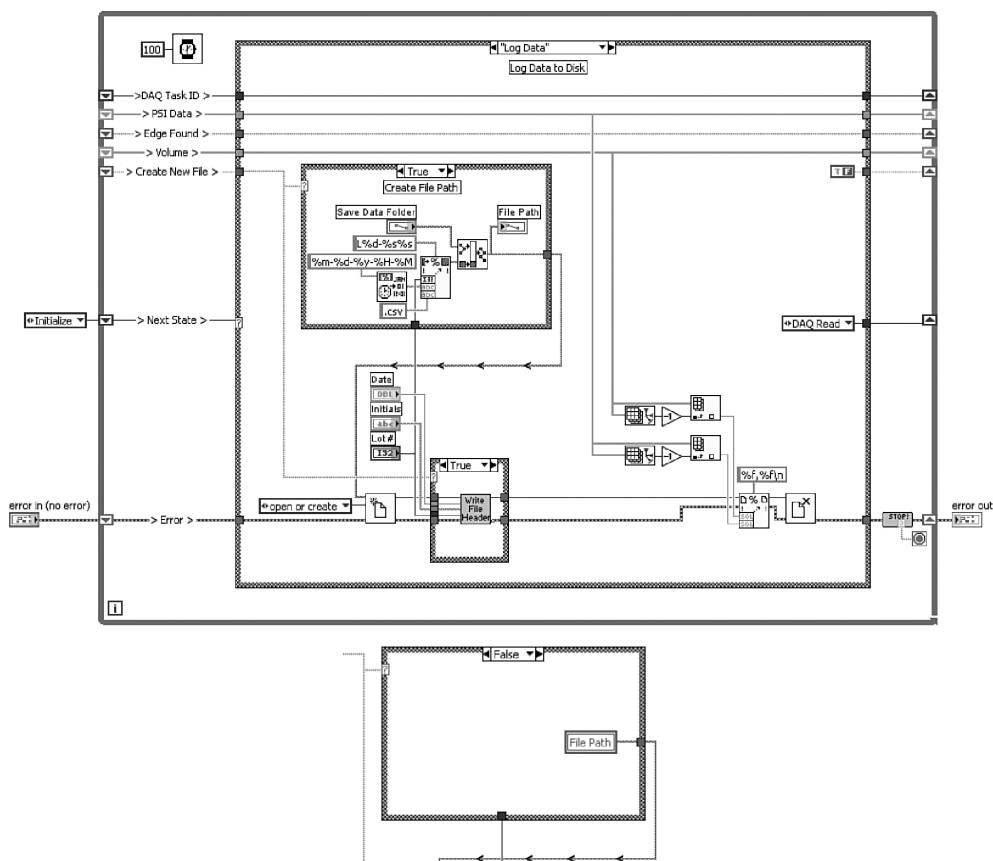 "Log Data"
100
Log Data to Disk
>DAQ Task ID >
> PSI Data >
> Edge Found >
> Volume >
> Create New File >
T F
True
Create File Path
Save Data Folder
File Path
L%d-%s%s
%m-%d-%y-%H-%M
.csv
Initialize
> Next State >
DAQ Read
Date
DBL
Initials
abc
Lot #
I32
True
%f,%f\n
Write
File
Header
open or create
error in (no error)
> Error >
STOP!
error out
i
False
File Path